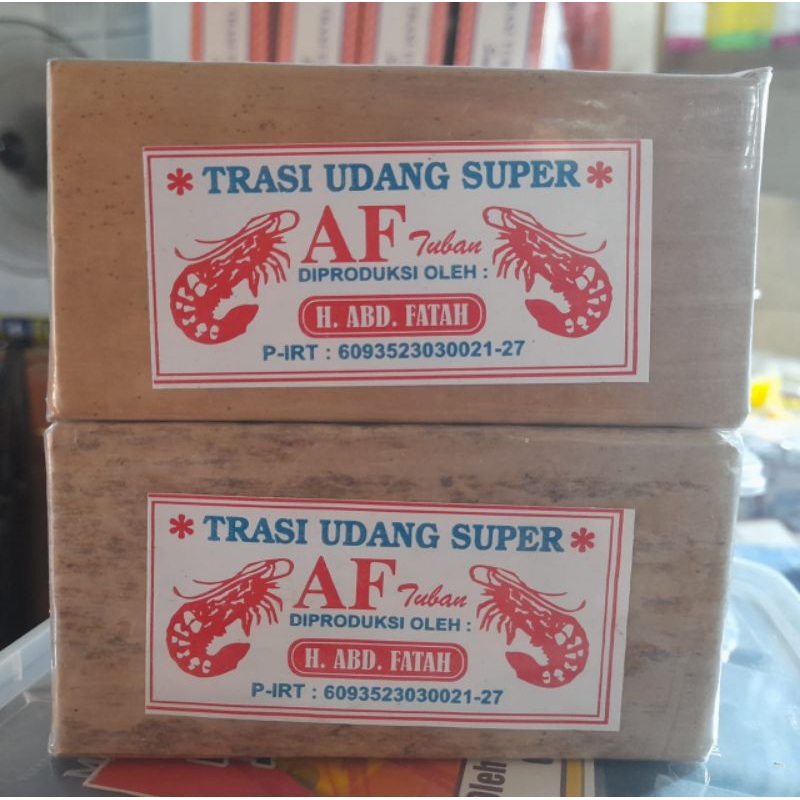 * TRASI UDANG SUPER *
AF Tuban
DIPRODUKSI OLEH :
H. ABD. FATAH
P-IRT : 6093523030021-27
* TRASI UDANG SUPER *
AF Tuban
DIPRODUKSI OLEH :
H. ABD. FATAH
P-IRT : 6093523030021-27
Oleh